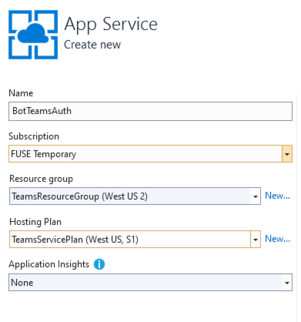 App Service
Create new
Name
BotTeamsAuth
Subscription
FUSE Temporary
Resource group
TeamsResourceGroup (West US 2)
New...
Hosting Plan
TeamsServicePlan (West US, S1)
New...
Application Insights
None